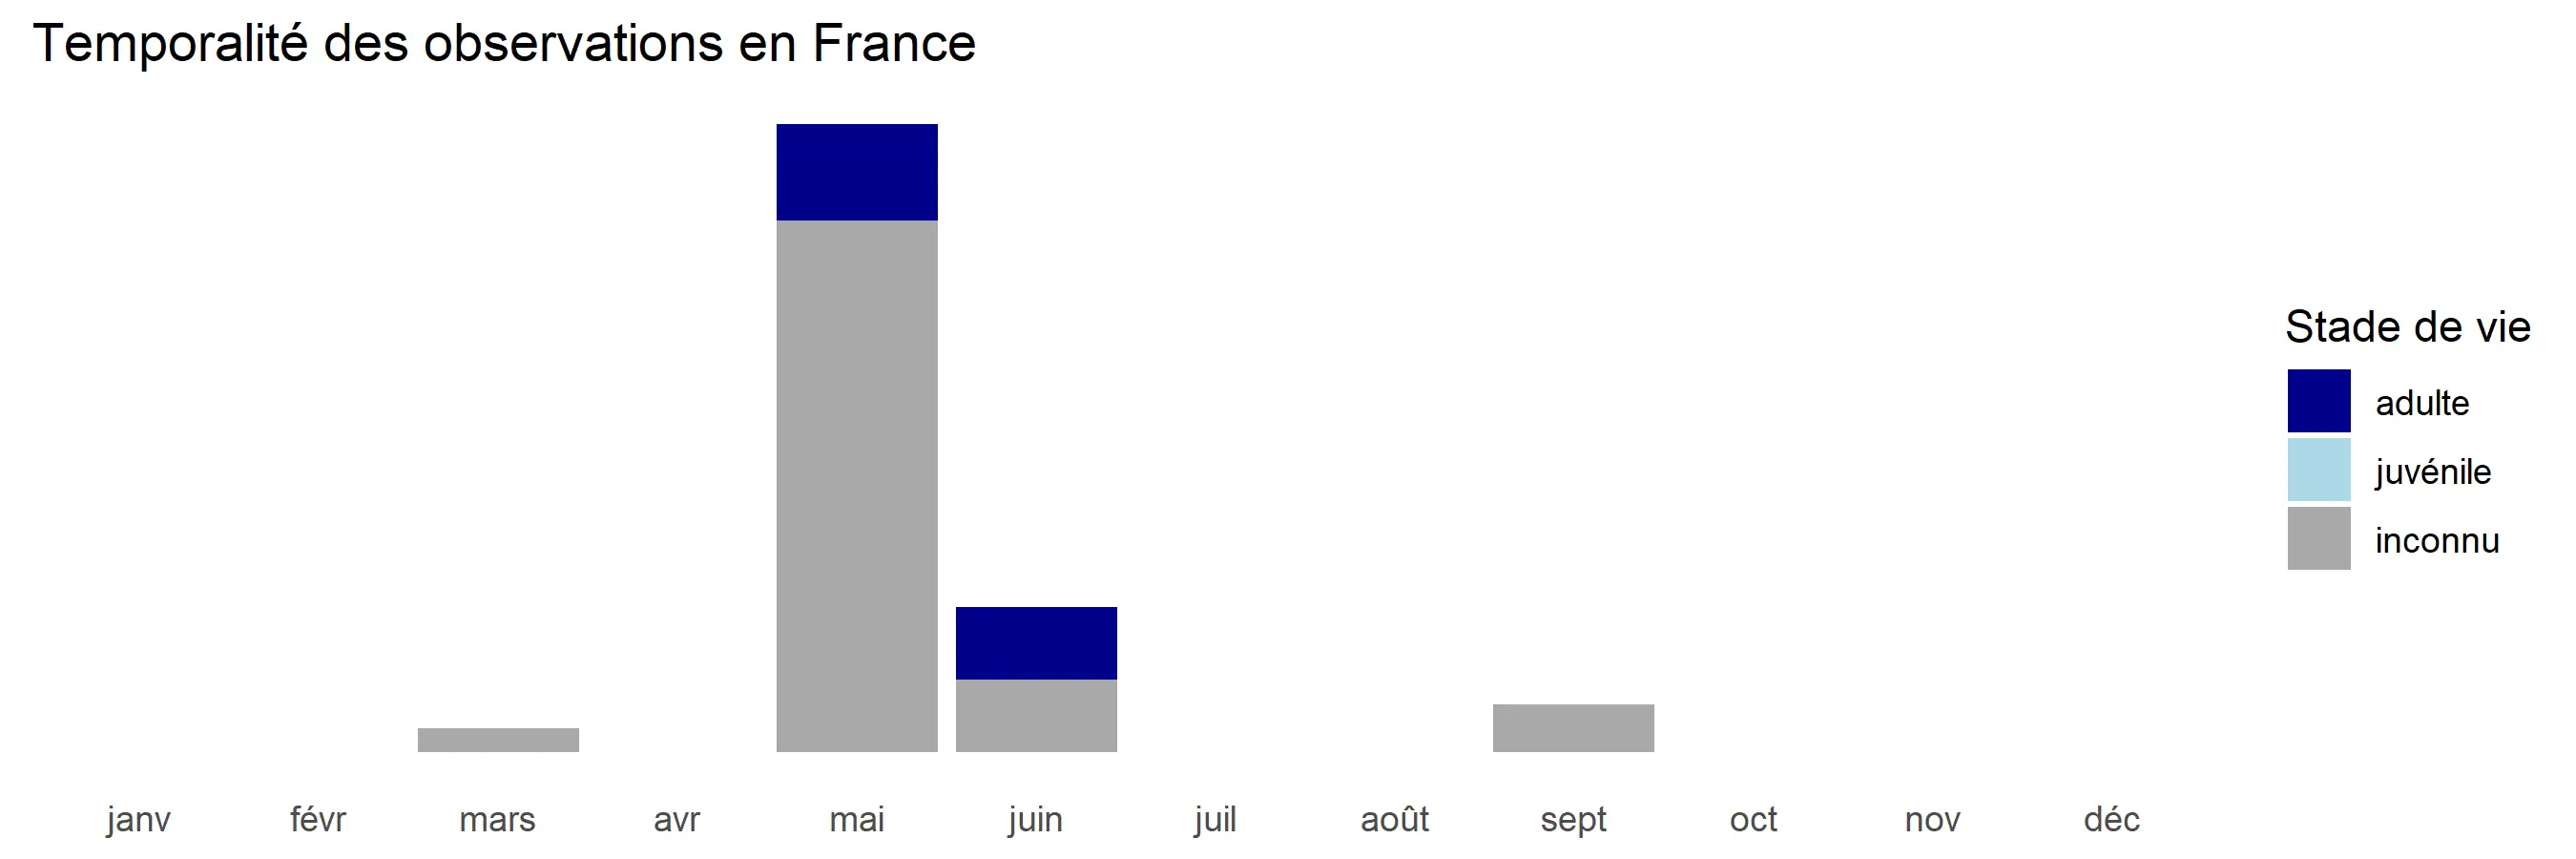 Temporalité des observations en France
Stade de vie
adulte
juvénile
inconnu
janv févr mars avr mai juin juil août sept oct nov déc